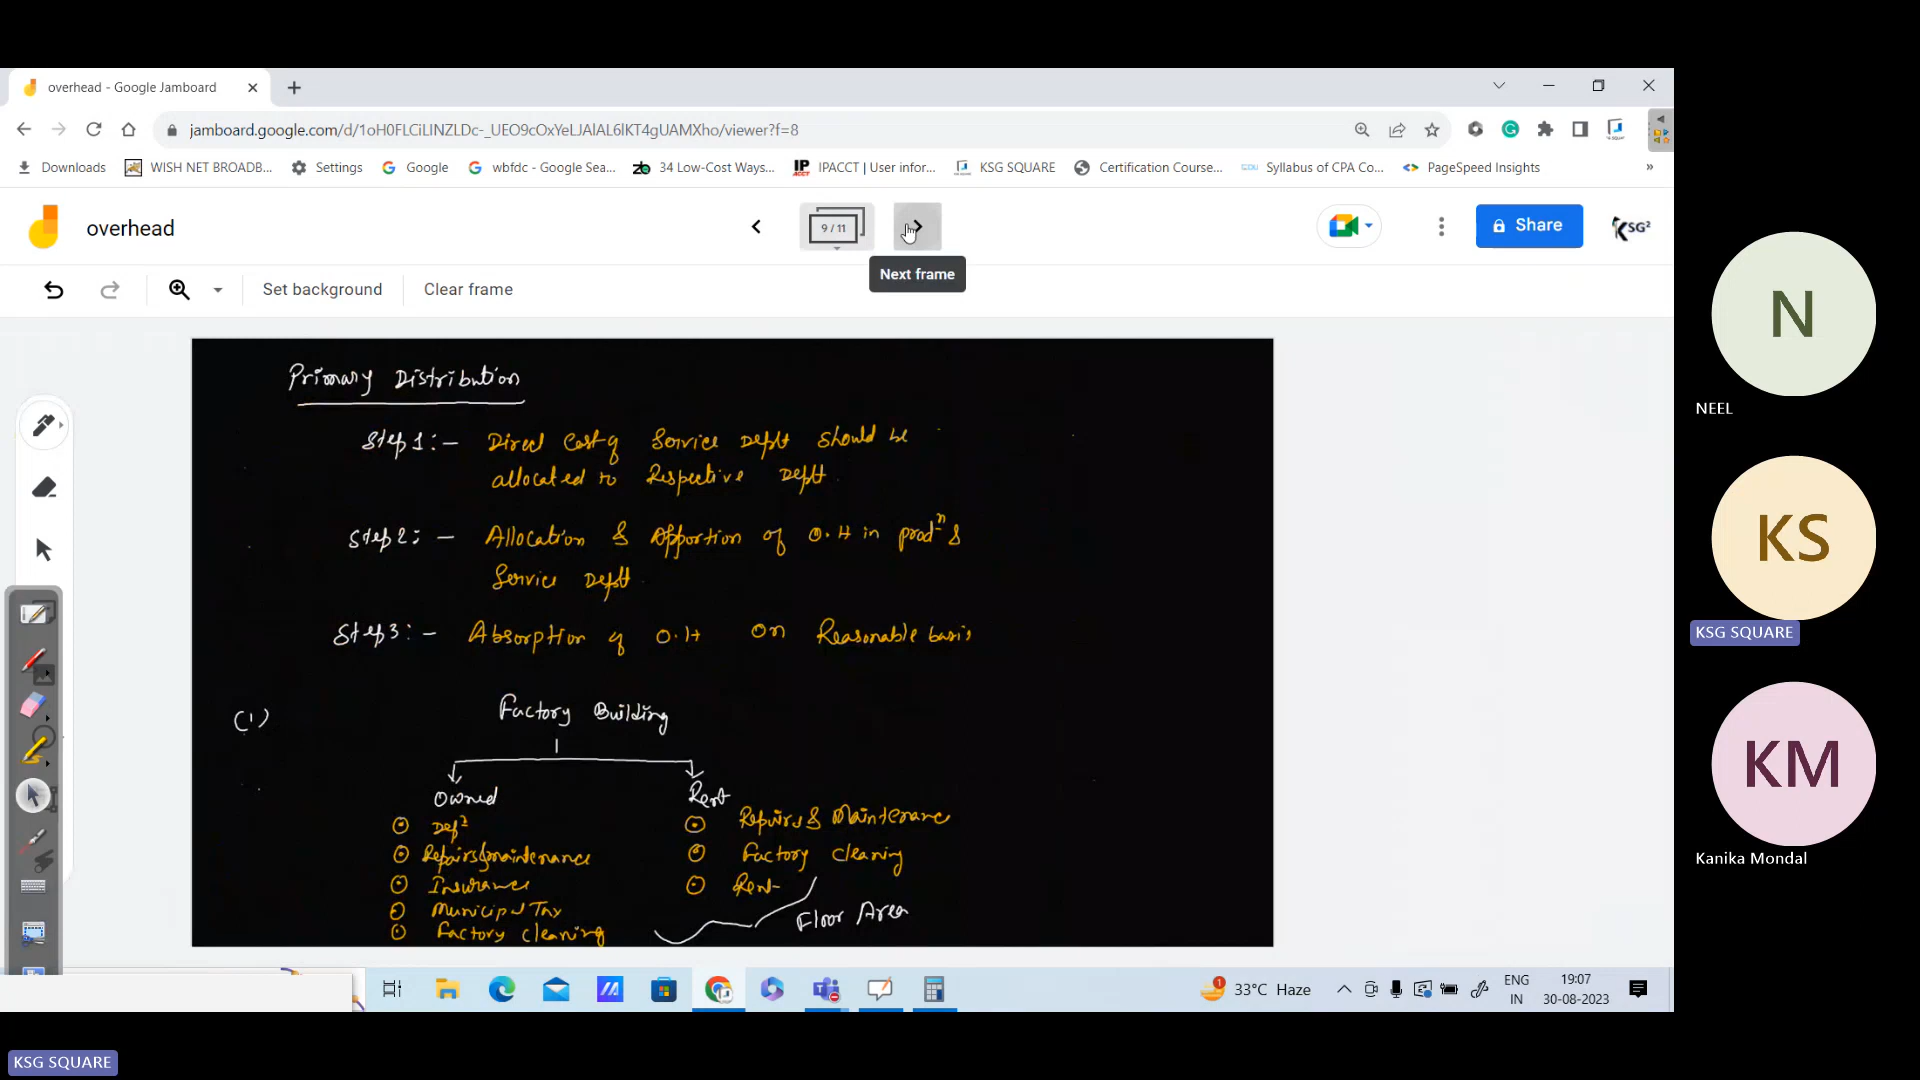 overhead - Google Jamboard
jamboard.google.com/d/1oH0FLCiLINZLDc-_UEO9cOxYeLJAlAL6lKT4gUAMXho/viewer?f=8
Downloads WISH NET BROADB... Settings Google wbfdc - Google Sea... 34 Low-Cost Ways... IPACCT | User infor... KSG SQUARE Certification Course... Syllabus of CPA Co... PageSpeed Insights »
overhead
9 / 11
Share
KSG²
Next frame
Set background Clear frame
Primary Distribution
Step 1:- Direct Cost of Service Deptt should be
allocated to Respective Deptt
Step 2:- Allocation & Apportion of O.H in prodⁿ &
Service Deptt
Step 3:- Absorption of O.H on Reasonable basis
(1) Factory Building
Owned Rent
Repairs & Maintenance
Repairs & maintenance
Factory cleaning
Insurance
Rent
Municipal Tax
Floor Area
Factory cleaning
N
NEEL
KS
KSG SQUARE
KM
Kanika Mondal
1 33°C Haze
ENG
IN
19:07
30-08-2023
KSG SQUARE